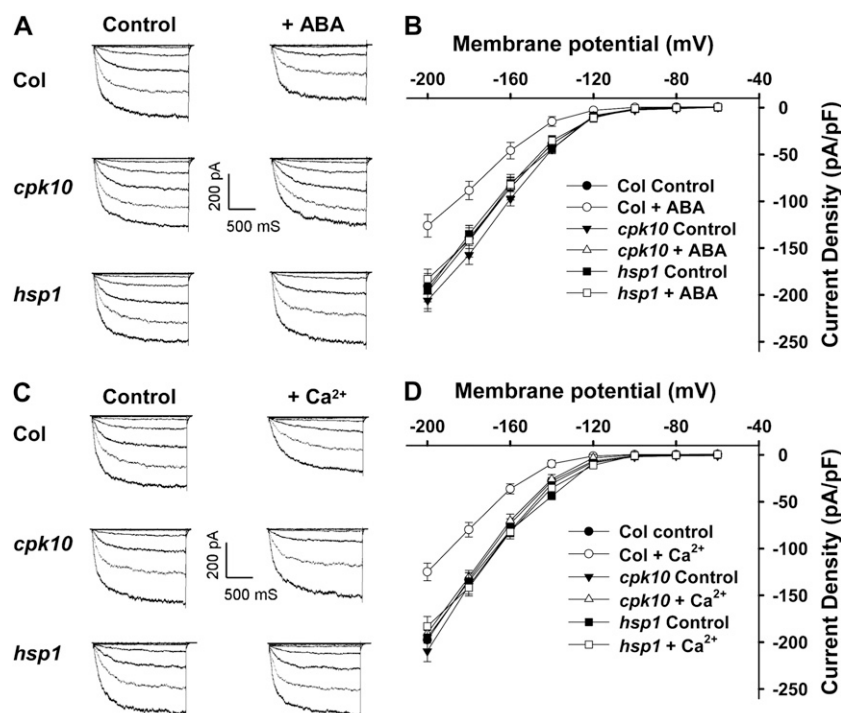 A
Control
+ ABA
Col
cpk10
hsp1
200 pA
500 mS
B
Membrane potential (mV)
-200
-160
-120
-80
-40
0
-50
-100
-150
-200
-250
Current Density (pA/pF)
Col Control
Col + ABA
cpk10 Control
cpk10 + ABA
hsp1 Control
hsp1 + ABA
C
Control
+ Ca²⁺
Col
cpk10
hsp1
200 pA
500 mS
D
Membrane potential (mV)
-200
-160
-120
-80
-40
0
-50
-100
-150
-200
-250
Current Density (pA/pF)
Col control
Col + Ca²⁺
cpk10 Control
cpk10 + Ca²⁺
hsp1 Control
hsp1 + Ca²⁺